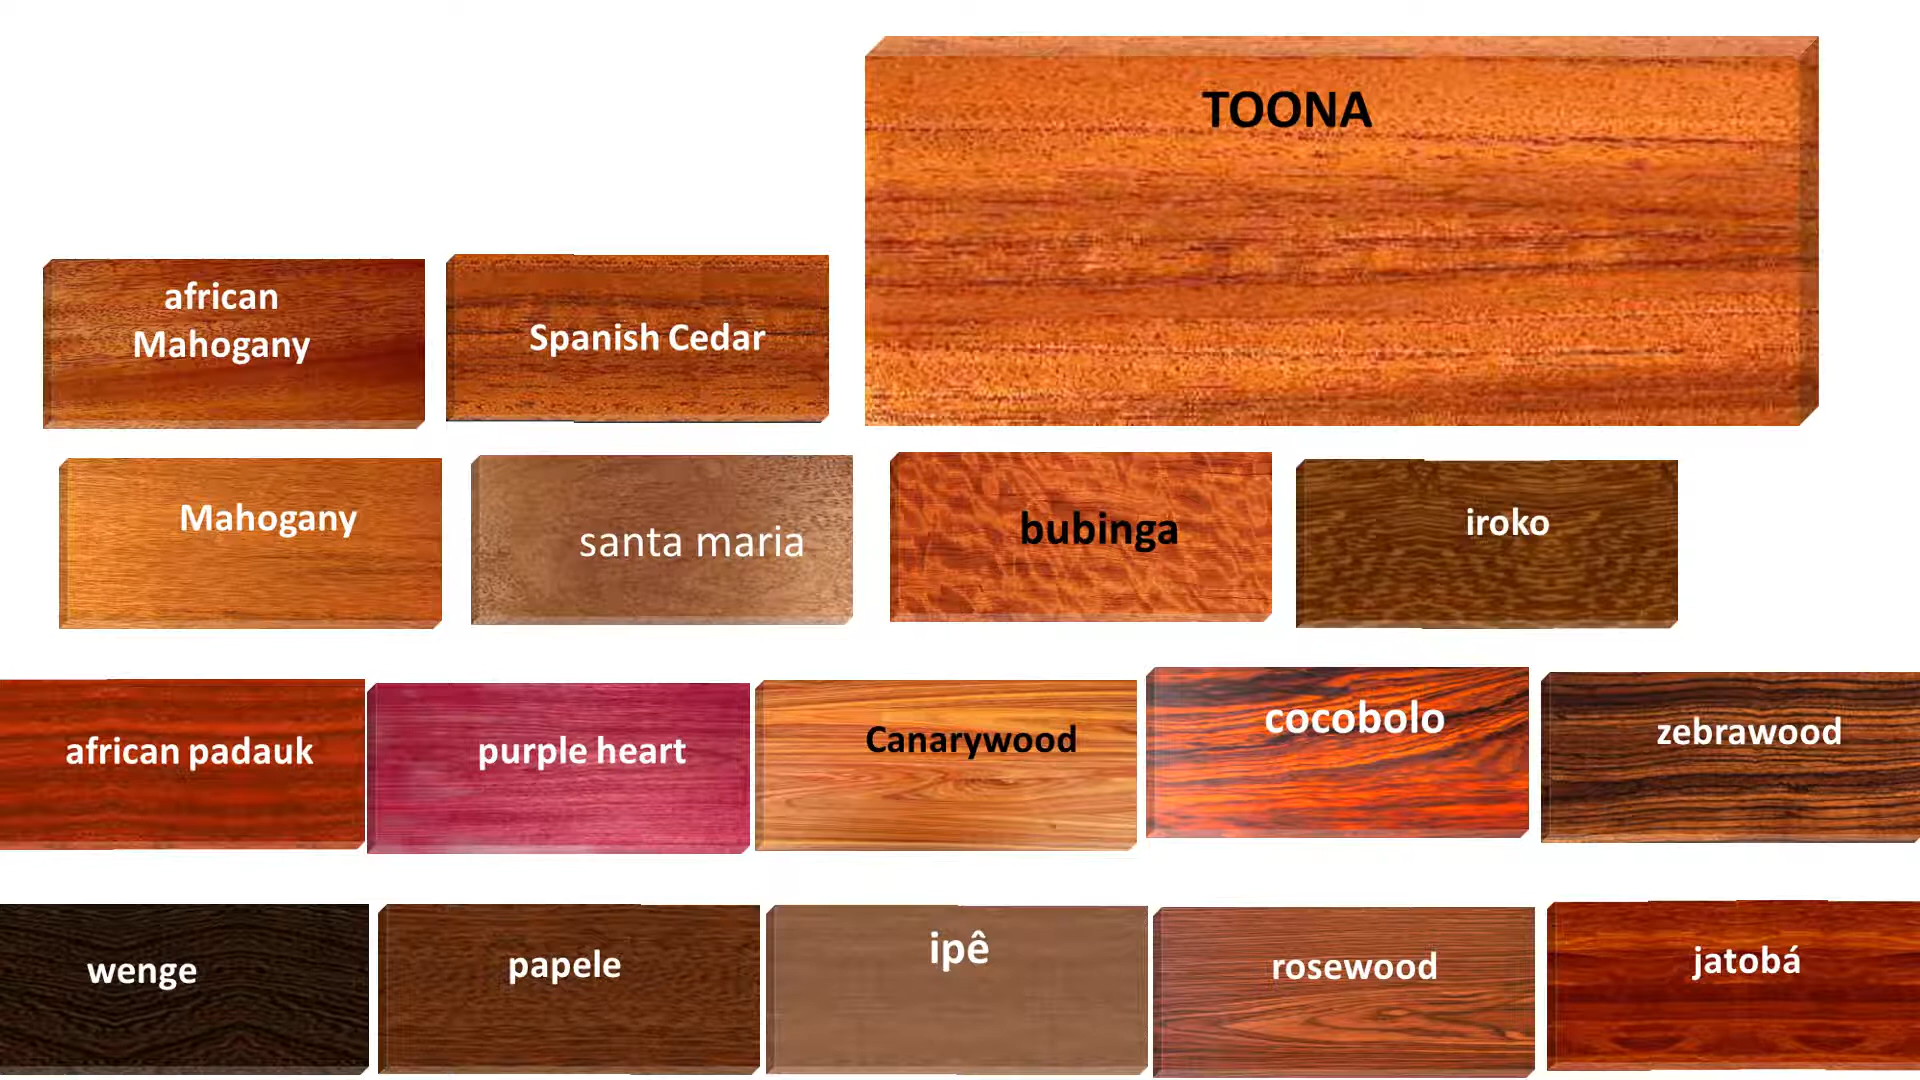 TOONA
african
Mahogany
Spanish Cedar
Mahogany
santa maria
bubinga
iroko
african padauk
purple heart
Canarywood
cocobolo
zebrawood
wenge
papele
ipê
rosewood
jatobá